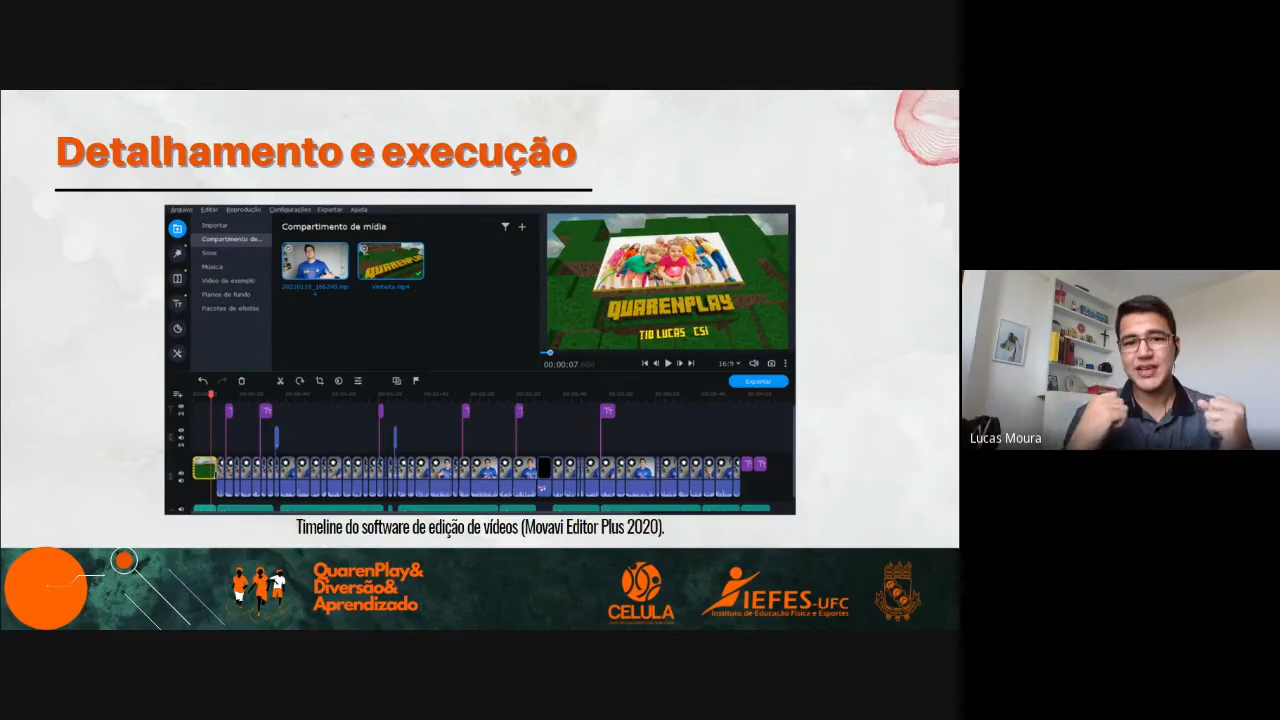 Detalhamento e execução
Arquivo Editar Reprodução Configurações Exportar Ajuda
Importar
Compartimento de...
Sons
Música
Vídeo de exemplo
Planos de fundo
Pacotes de efeitos
Compartimento de mídia
Vinheta.mp4
QUARENPLAY
TIO LUCAS CSI
00:00:07
16:9
Exportar
Timeline do software de edição de vídeos (Movavi Editor Plus 2020).
QuarenPlay&
Diversão&
Aprendizado
CELULA
IEFES-UFC
Instituto de Educação Física e Esportes
Lucas Moura